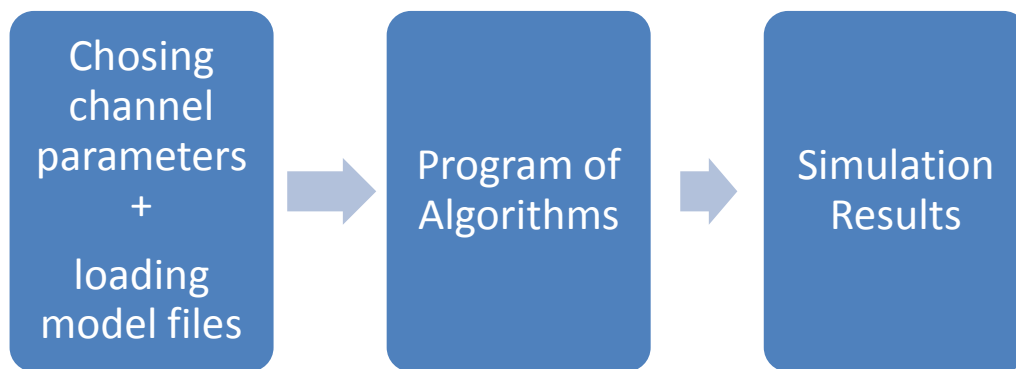 Chosing
channel
parameters
+
loading
model files
Program of
Algorithms
Simulation
Results